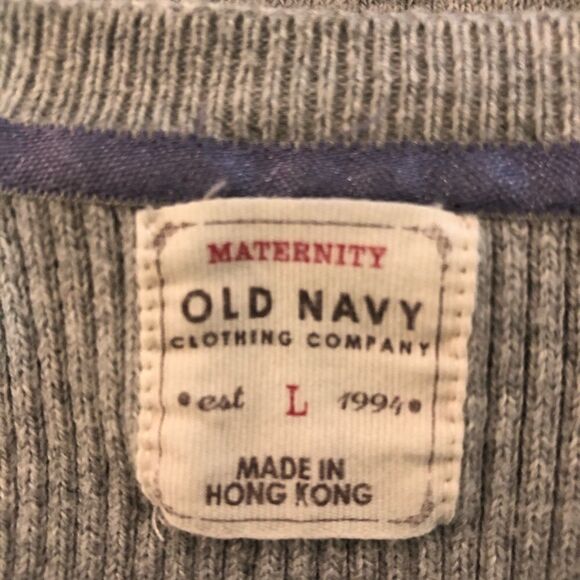 MATERNITY
OLD NAVY
CLOTHING COMPANY
•est L 1994•
MADE IN
HONG KONG